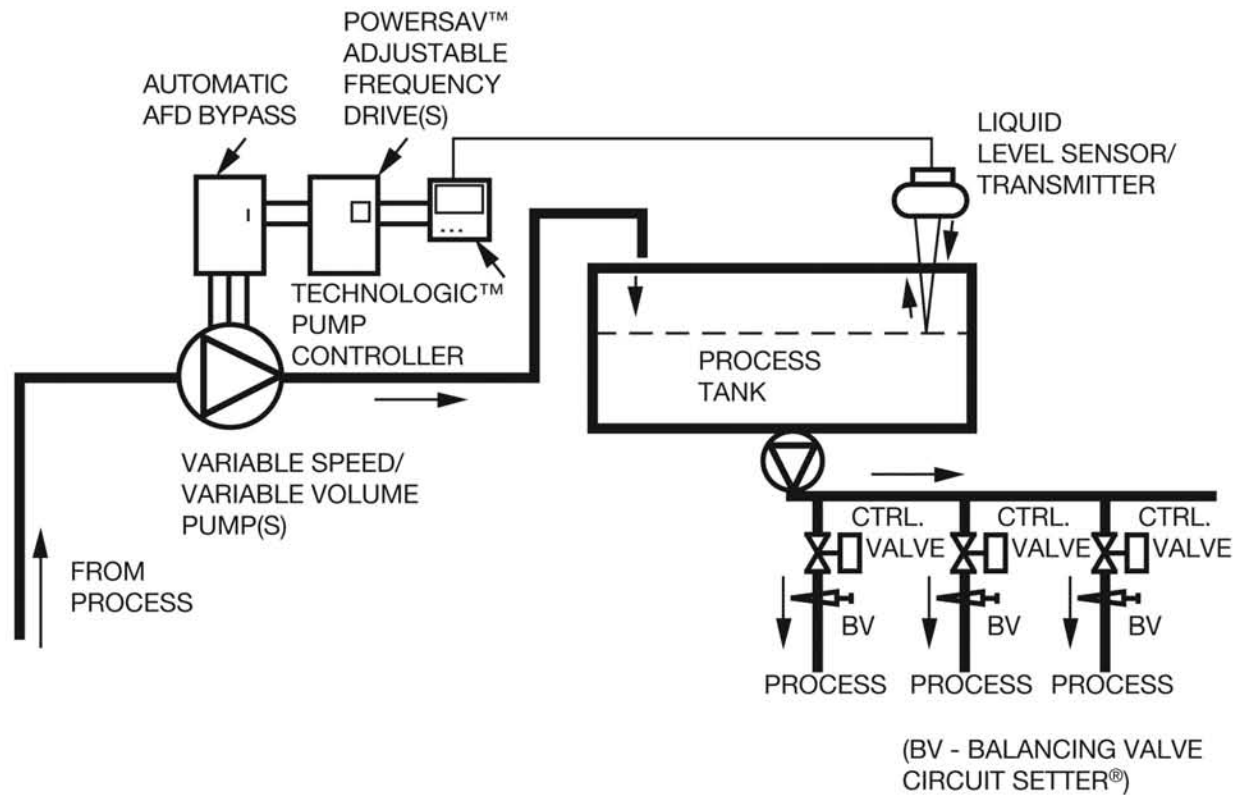 POWERSAV™
ADJUSTABLE
FREQUENCY
DRIVE(S)
AUTOMATIC
AFD BYPASS
LIQUID
LEVEL SENSOR/
TRANSMITTER
TECHNOLOGIC™
PUMP
CONTROLLER
PROCESS
TANK
VARIABLE SPEED/
VARIABLE VOLUME
PUMP(S)
FROM
PROCESS
CTRL.
VALVE
CTRL.
VALVE
CTRL.
VALVE
BV
BV
BV
PROCESS
PROCESS
PROCESS
(BV - BALANCING VALVE
CIRCUIT SETTER®)